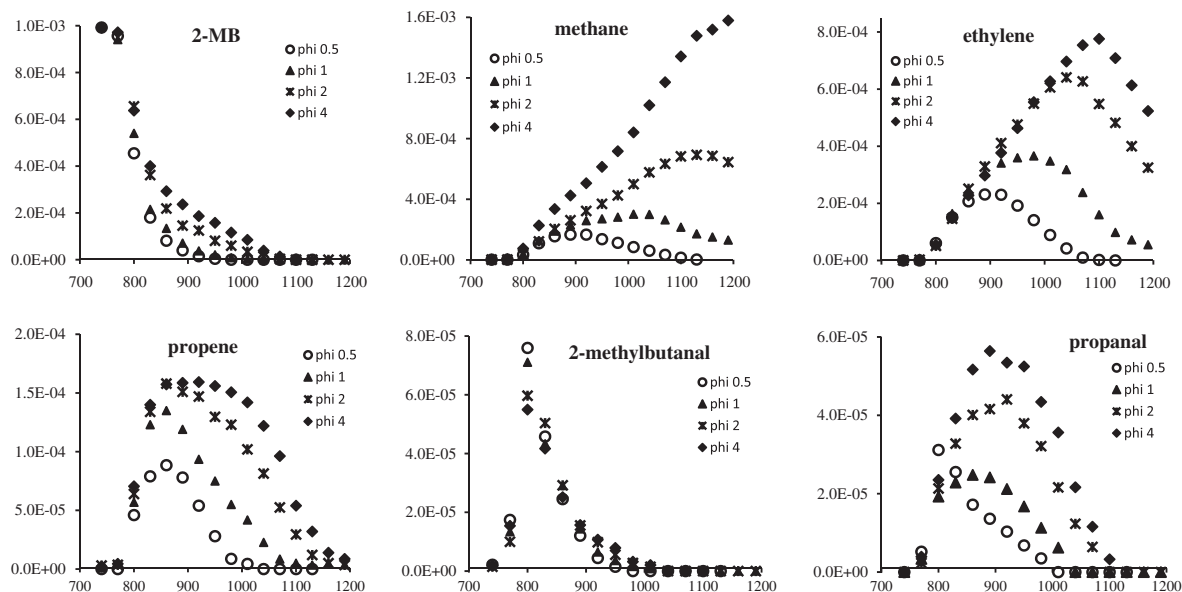 2-MB
1.0E-03
8.0E-04
6.0E-04
4.0E-04
2.0E-04
0.0E+00
phi 0.5
phi 1
phi 2
phi 4
700 800 900 1000 1100 1200
methane
1.6E-03
1.2E-03
8.0E-04
4.0E-04
0.0E+00
phi 0.5
phi 1
phi 2
phi 4
700 800 900 1000 1100 1200
ethylene
8.0E-04
6.0E-04
4.0E-04
2.0E-04
0.0E+00
phi 0.5
phi 1
phi 2
phi 4
700 800 900 1000 1100 1200
propene
2.0E-04
1.5E-04
1.0E-04
5.0E-05
0.0E+00
phi 0.5
phi 1
phi 2
phi 4
700 800 900 1000 1100 1200
2-methylbutanal
8.0E-05
6.0E-05
4.0E-05
2.0E-05
0.0E+00
phi 0.5
phi 1
phi 2
phi 4
700 800 900 1000 1100 1200
propanal
6.0E-05
4.0E-05
2.0E-05
0.0E+00
phi 0.5
phi 1
phi 2
phi 4
700 800 900 1000 1100 1200